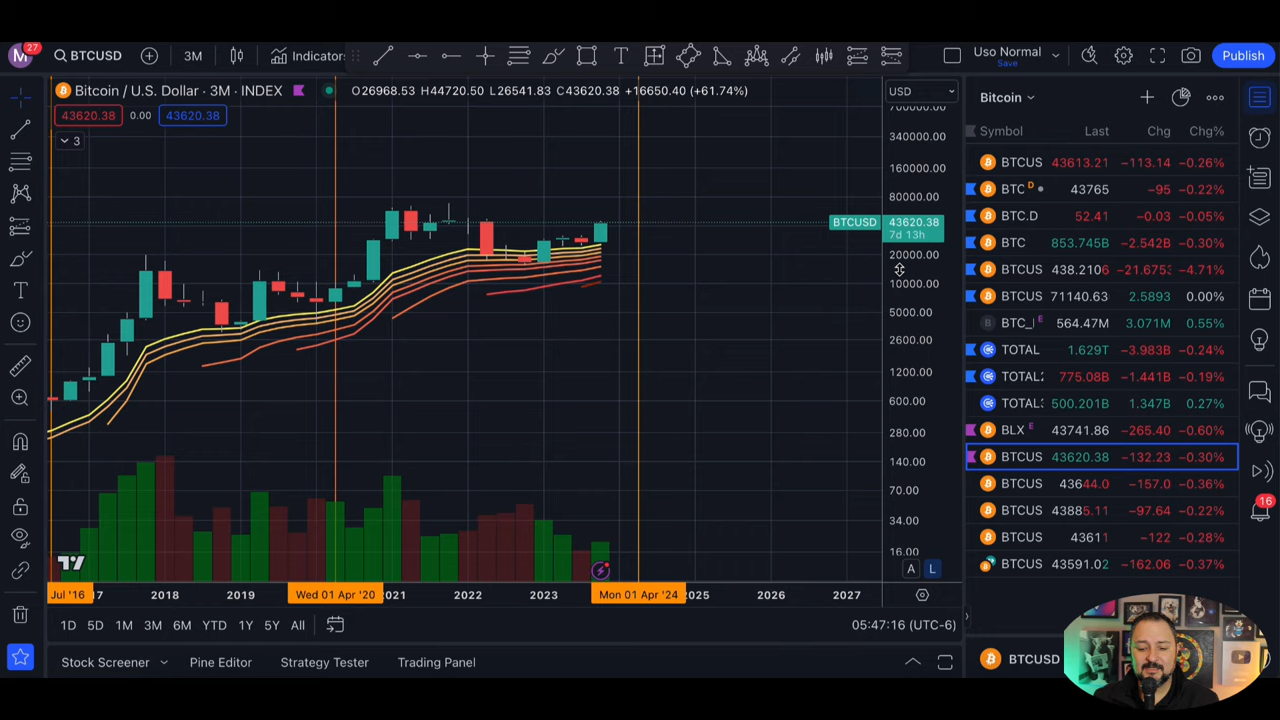 M 27 BTCUSD 3M Indicators T Uso Normal Save Publish
Bitcoin / U.S. Dollar · 3M · INDEX O26968.53 H44720.50 L26541.83 C43620.38 +16650.40 (+61.74%)
43620.38 0.00 43620.38
3
USD
700000.00
340000.00
160000.00
80000.00
BTCUSD 43620.38
7d 13h
20000.00
10000.00
5000.00
2600.00
1200.00
600.00
280.00
140.00
70.00
34.00
16.00
A L
Jul '16 17 2018 2019 Wed 01 Apr '20 2021 2022 2023 Mon 01 Apr '24 2025 2026 2027
1D 5D 1M 3M 6M YTD 1Y 5Y All 05:47:16 (UTC-6)
Stock Screener Pine Editor Strategy Tester Trading Panel
Bitcoin
Symbol Last Chg Chg%
BTCUS 43613.21 −113.14 −0.26%
BTC D 43765 −95 −0.22%
BTC.D 52.41 −0.03 −0.05%
BTC 853.745B −2.542B −0.30%
BTCUS 438.2106 −21.6753 −4.71%
BTCUS 71140.63 2.5893 0.00%
B BTC_ E 564.47M 3.071M 0.55%
TOTAL 1.629T −3.983B −0.24%
TOTAL2 775.08B −1.441B −0.19%
TOTAL3 500.201B 1.347B 0.27%
BLX E 43741.86 −265.40 −0.60%
BTCUS 43620.38 −132.23 −0.30%
BTCUS 43644.0 −157.0 −0.36%
BTCUS 43885.11 −97.64 −0.22%
BTCUS 43611 −122 −0.28%
BTCUS 43591.02 −162.06 −0.37%
16
BTCUSD